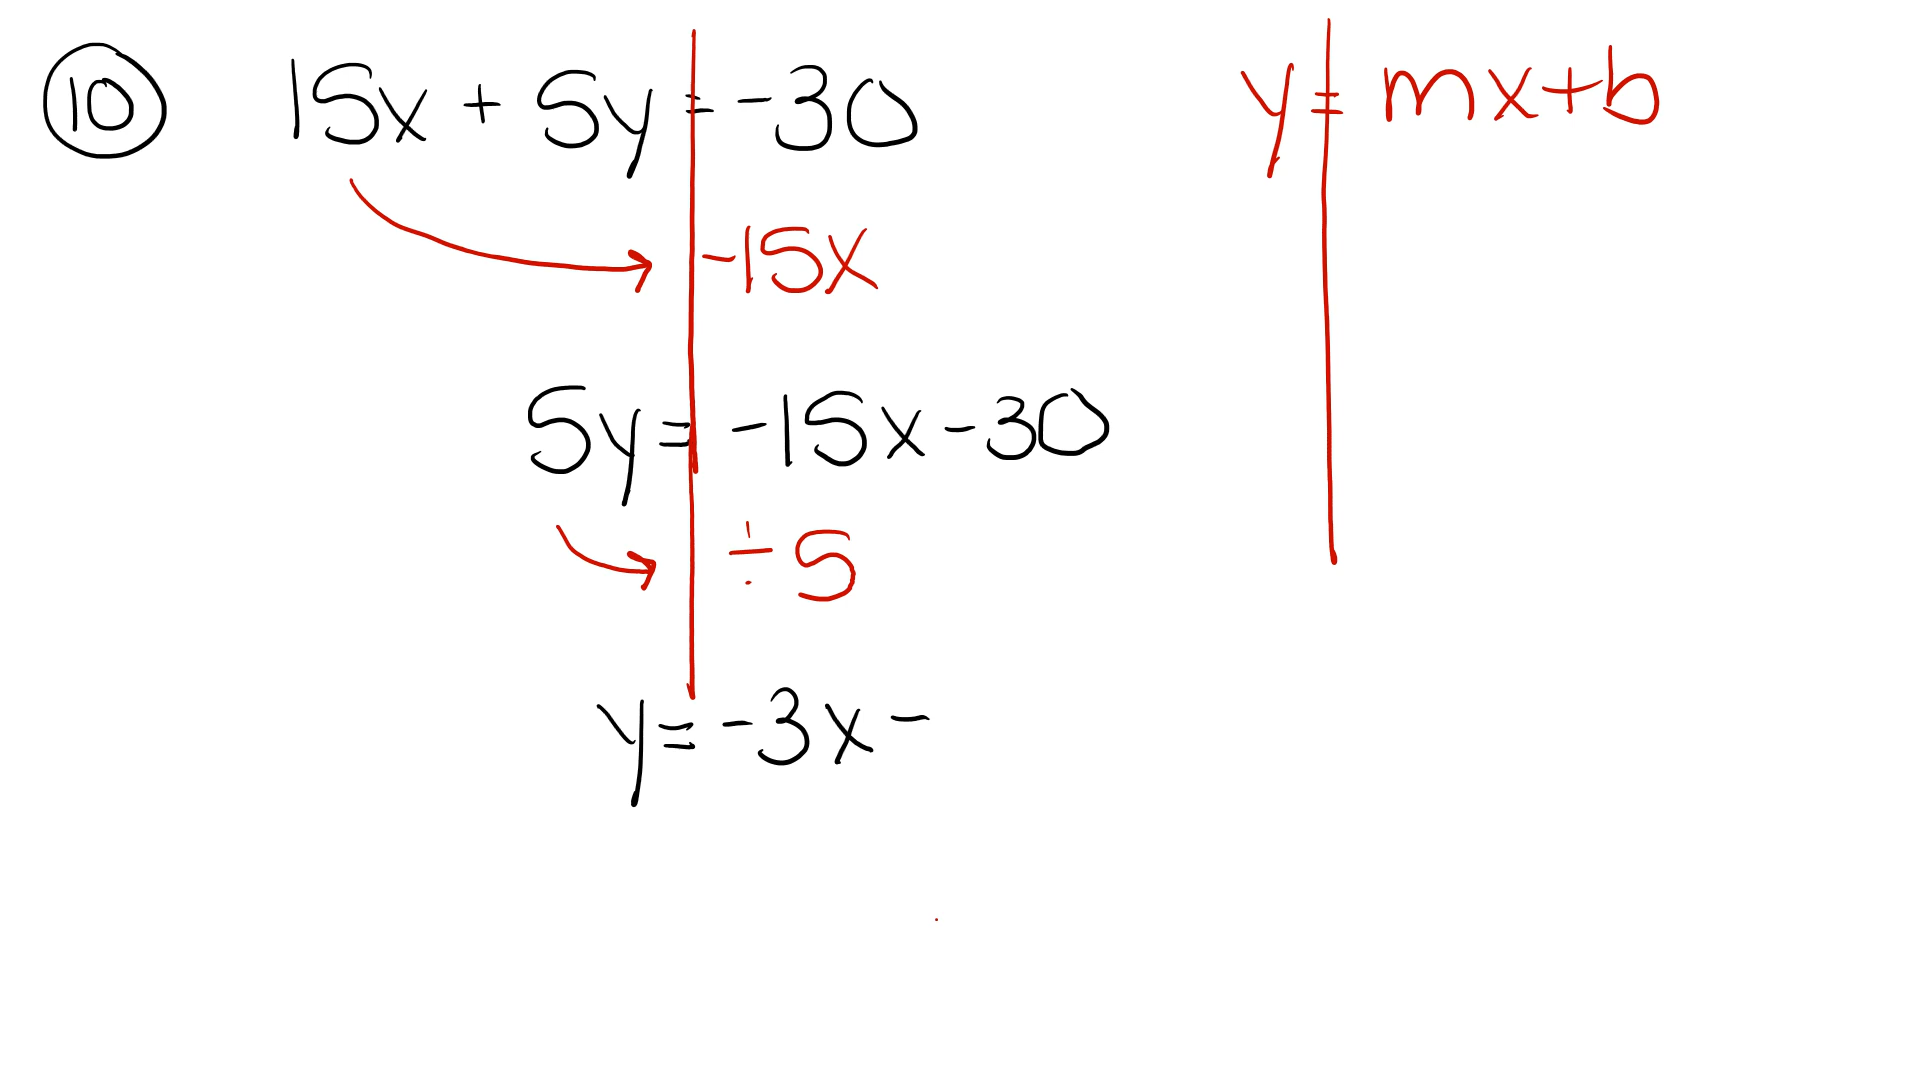 10 15x + 5y = -30
y = mx+b
-15x
5y = -15x - 30
÷ 5
y = -3x -